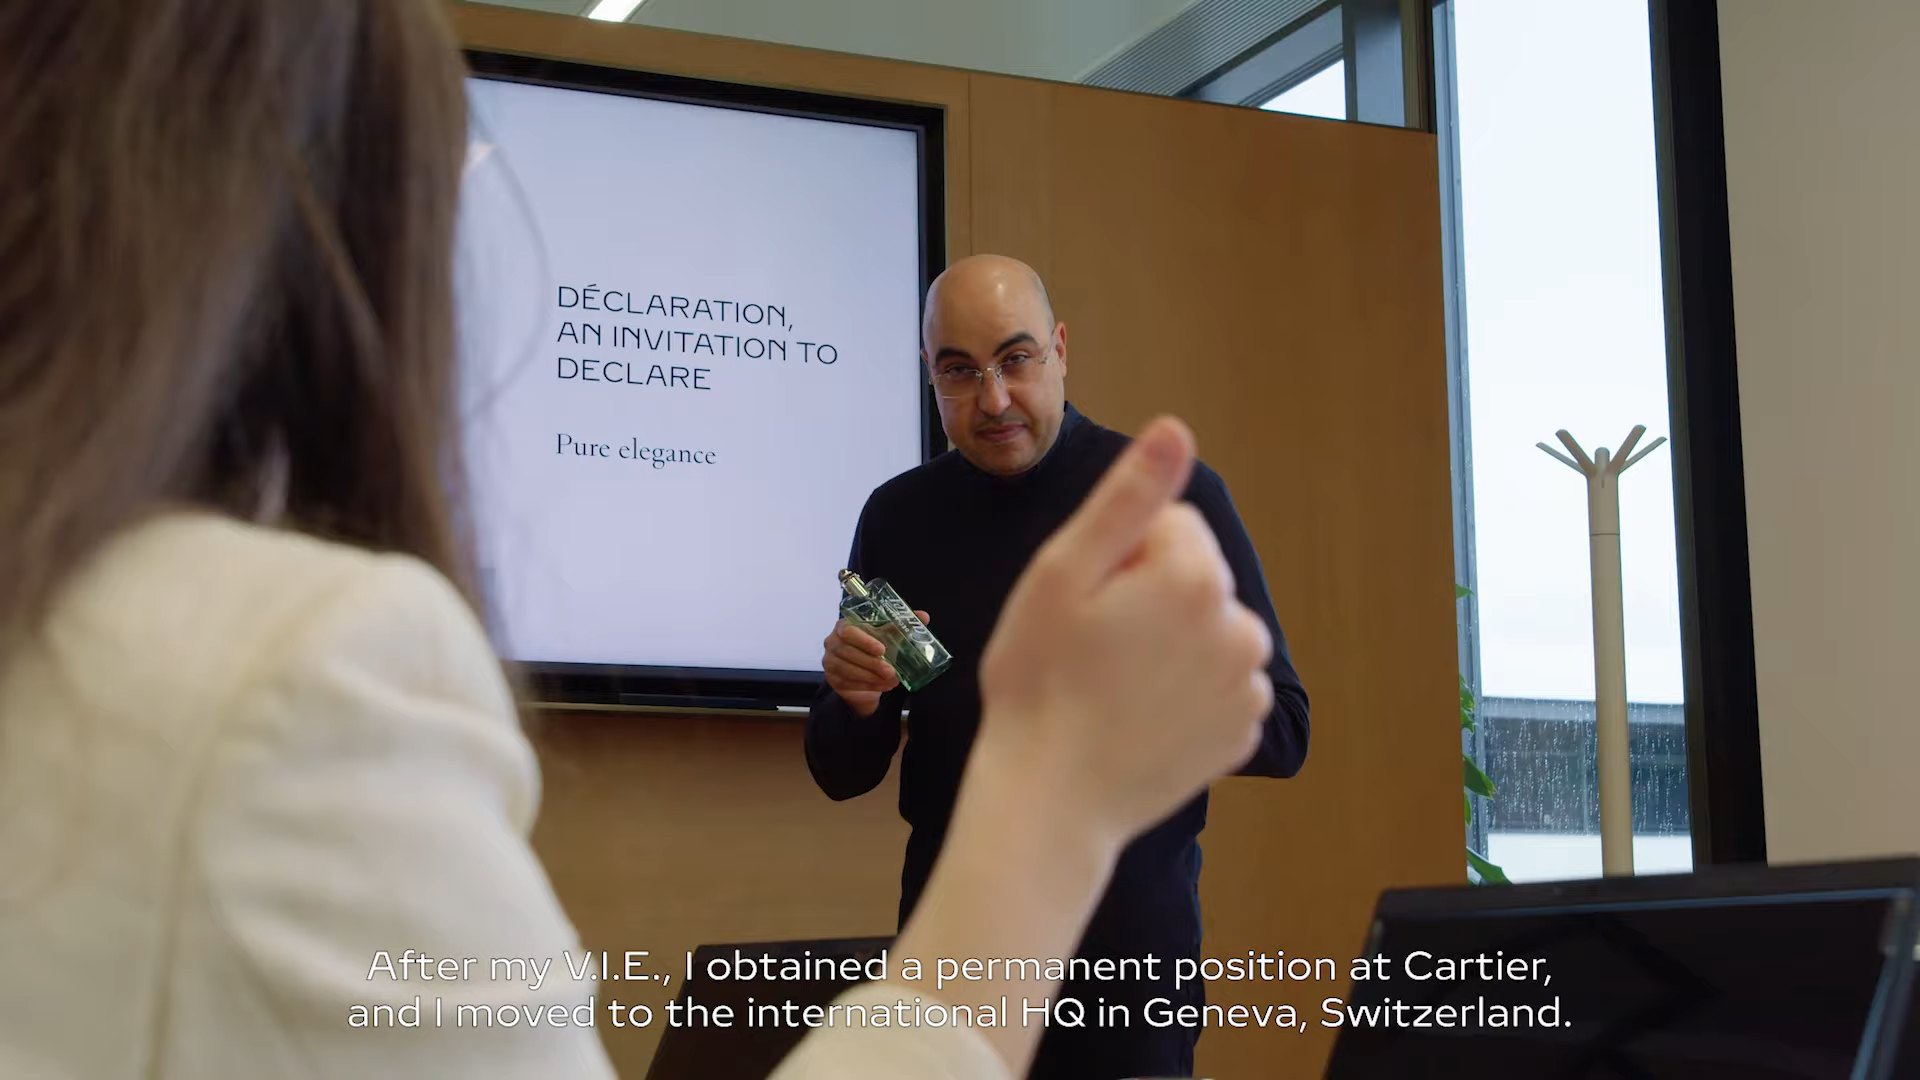 DÉCLARATION,
AN INVITATION TO
DECLARE
Pure elegance
Cartier
After my V.I.E., I obtained a permanent position at Cartier,
and I moved to the international HQ in Geneva, Switzerland.